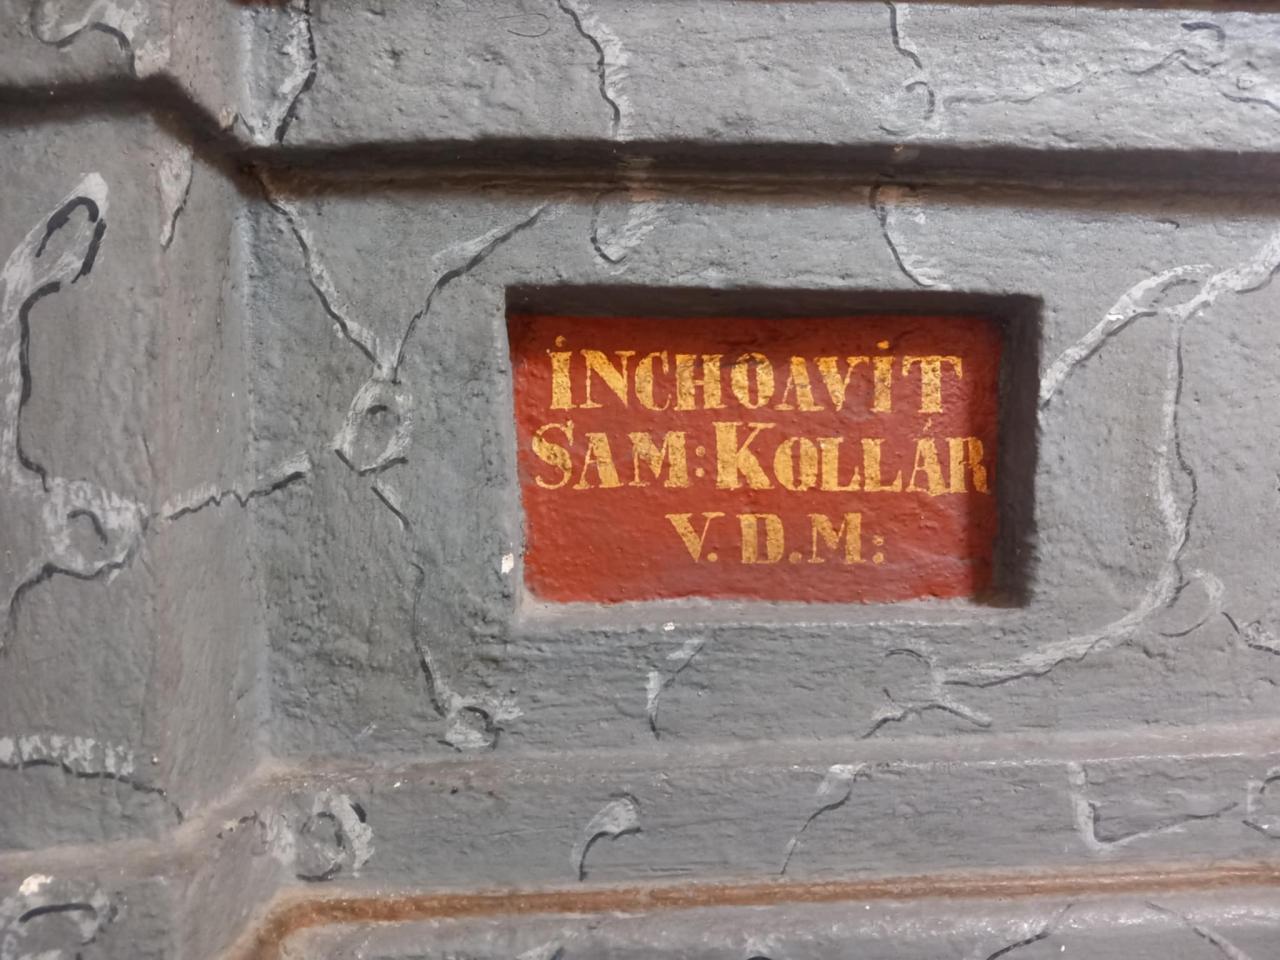 İNCHOAVİT
SAM: KOLLÁR
V. D. M: